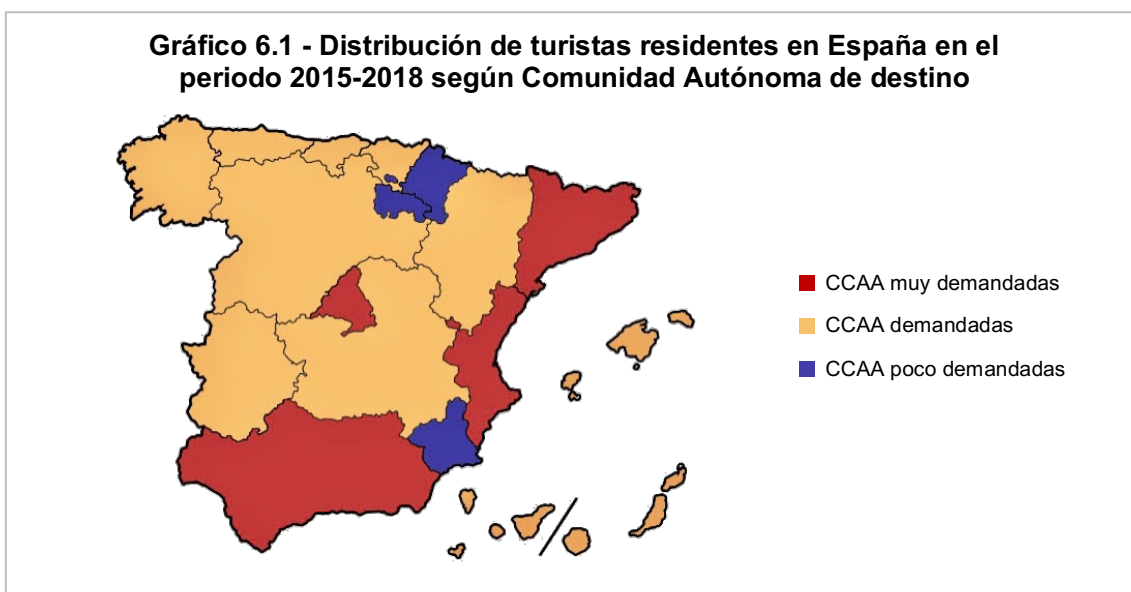 Gráfico 6.1 - Distribución de turistas residentes en España en el
periodo 2015-2018 según Comunidad Autónoma de destino
CCAA muy demandadas
CCAA demandadas
CCAA poco demandadas